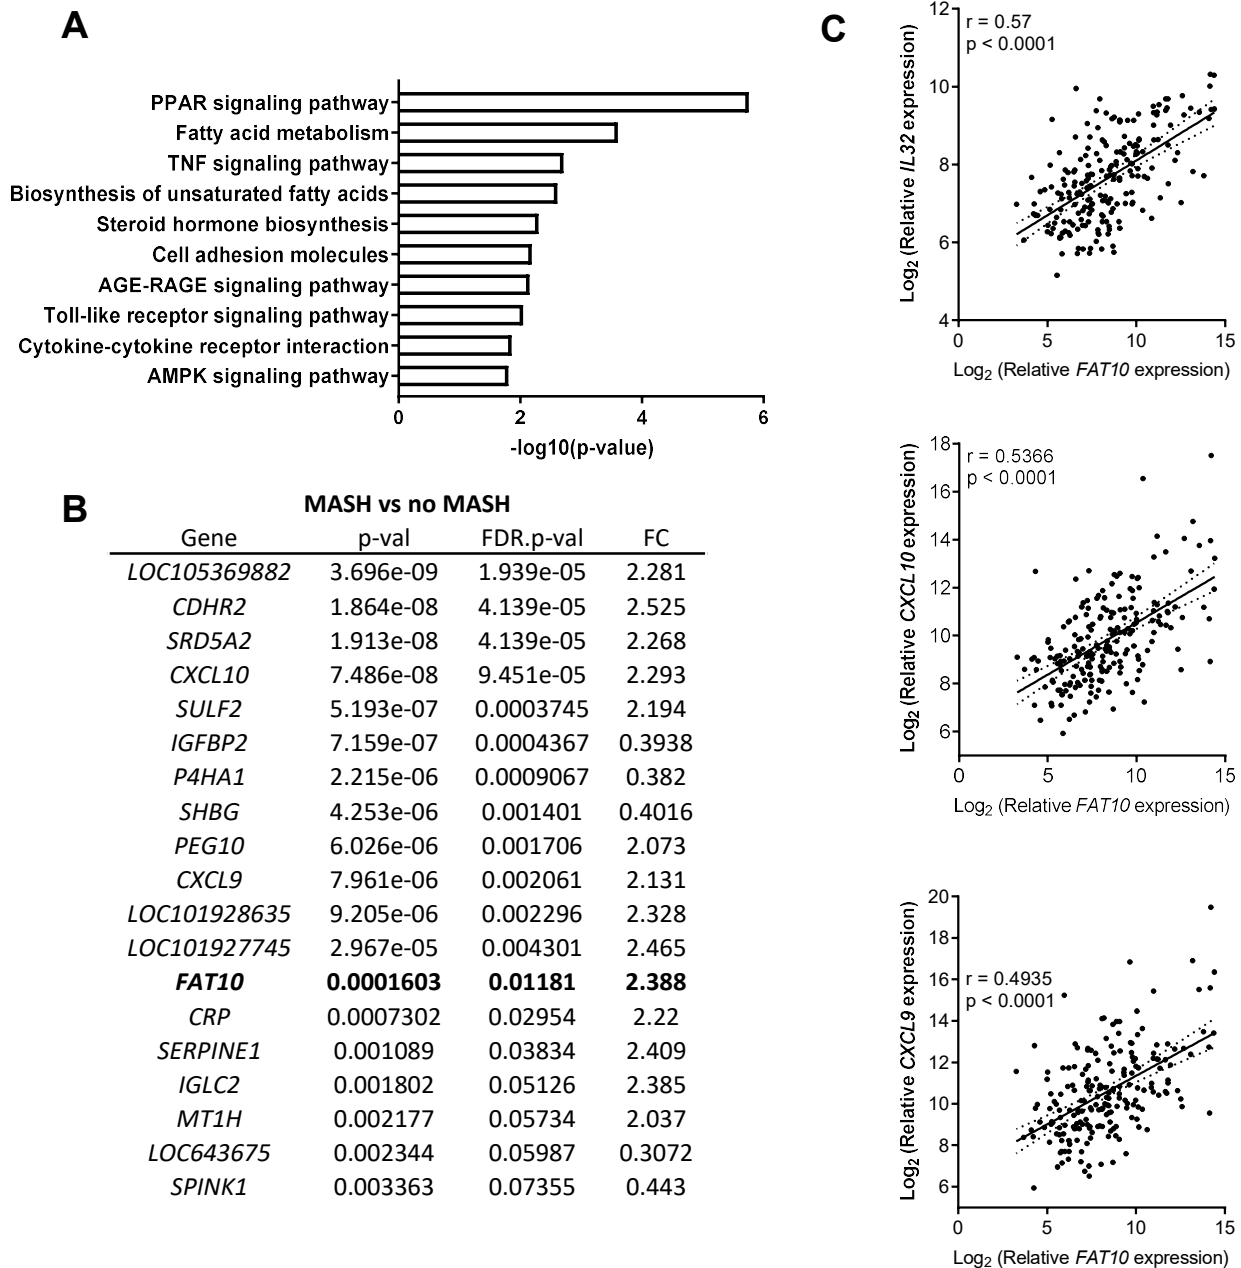 A
PPAR signaling pathway
Fatty acid metabolism
TNF signaling pathway
Biosynthesis of unsaturated fatty acids
Steroid hormone biosynthesis
Cell adhesion molecules
AGE-RAGE signaling pathway
Toll-like receptor signaling pathway
Cytokine-cytokine receptor interaction
AMPK signaling pathway
0 2 4 6
-log10(p-value)
B
MASH vs no MASH
Gene p-val FDR.p-val FC
LOC105369882 3.696e-09 1.939e-05 2.281
CDHR2 1.864e-08 4.139e-05 2.525
SRD5A2 1.913e-08 4.139e-05 2.268
CXCL10 7.486e-08 9.451e-05 2.293
SULF2 5.193e-07 0.0003745 2.194
IGFBP2 7.159e-07 0.0004367 0.3938
P4HA1 2.215e-06 0.0009067 0.382
SHBG 4.253e-06 0.001401 0.4016
PEG10 6.026e-06 0.001706 2.073
CXCL9 7.961e-06 0.002061 2.131
LOC101928635 9.205e-06 0.002296 2.328
LOC101927745 2.967e-05 0.004301 2.465
FAT10 0.0001603 0.01181 2.388
CRP 0.0007302 0.02954 2.22
SERPINE1 0.001089 0.03834 2.409
IGLC2 0.001802 0.05126 2.385
MT1H 0.002177 0.05734 2.037
LOC643675 0.002344 0.05987 0.3072
SPINK1 0.003363 0.07355 0.443
C
Log₂ (Relative IL32 expression)
12
10
8
6
4
r = 0.57
p < 0.0001
0 5 10 15
Log₂ (Relative FAT10 expression)
Log₂ (Relative CXCL10 expression)
18
16
14
12
10
8
6
r = 0.5366
p < 0.0001
0 5 10 15
Log₂ (Relative FAT10 expression)
Log₂ (Relative CXCL9 expression)
20
18
16
14
12
10
8
6
r = 0.4935
p < 0.0001
0 5 10 15
Log₂ (Relative FAT10 expression)